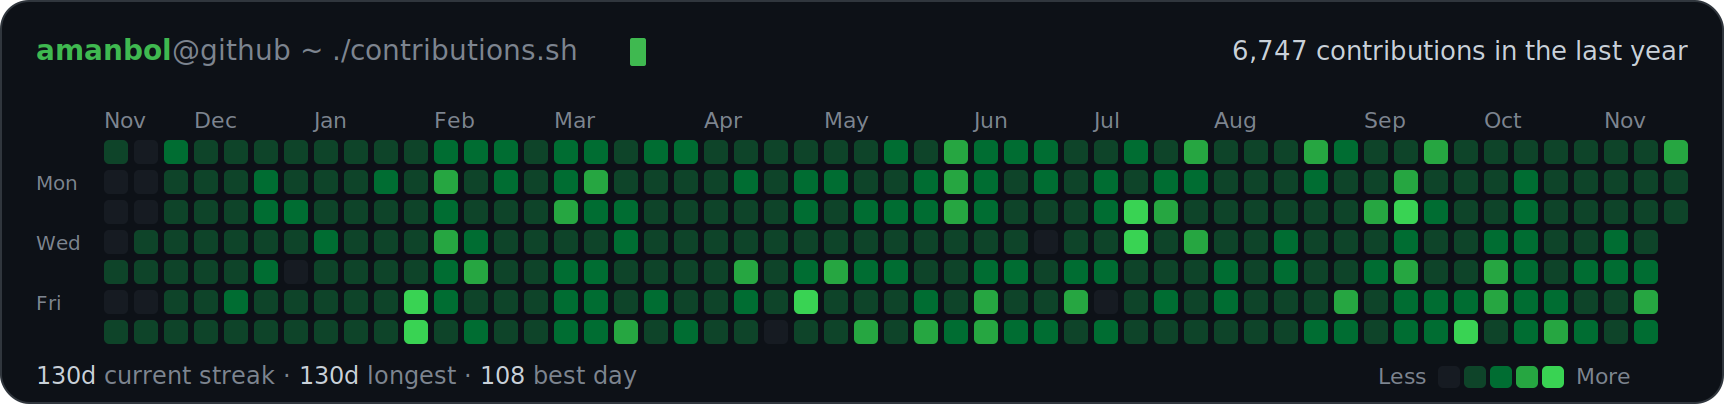 amanbol@github ~ ./contributions.sh
6,747 contributions in the last year
Nov Dec Jan Feb Mar Apr May Jun Jul Aug Sep Oct Nov
Mon
Wed
Fri
130d current streak · 130d longest · 108 best day
Less More